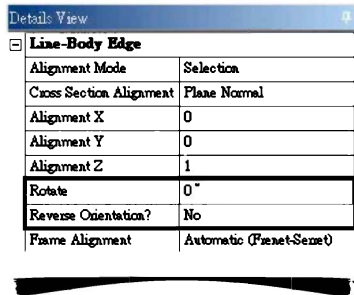 Details View
Line-Body Edge
Alignment Mode Selection
Cross Section Alignment Plane Normal
Alignment X 0
Alignment Y 0
Alignment Z 1
Rotate 0 °
Reverse Orientation? No
Frame Alignment Automatic (Frenet-Serret)